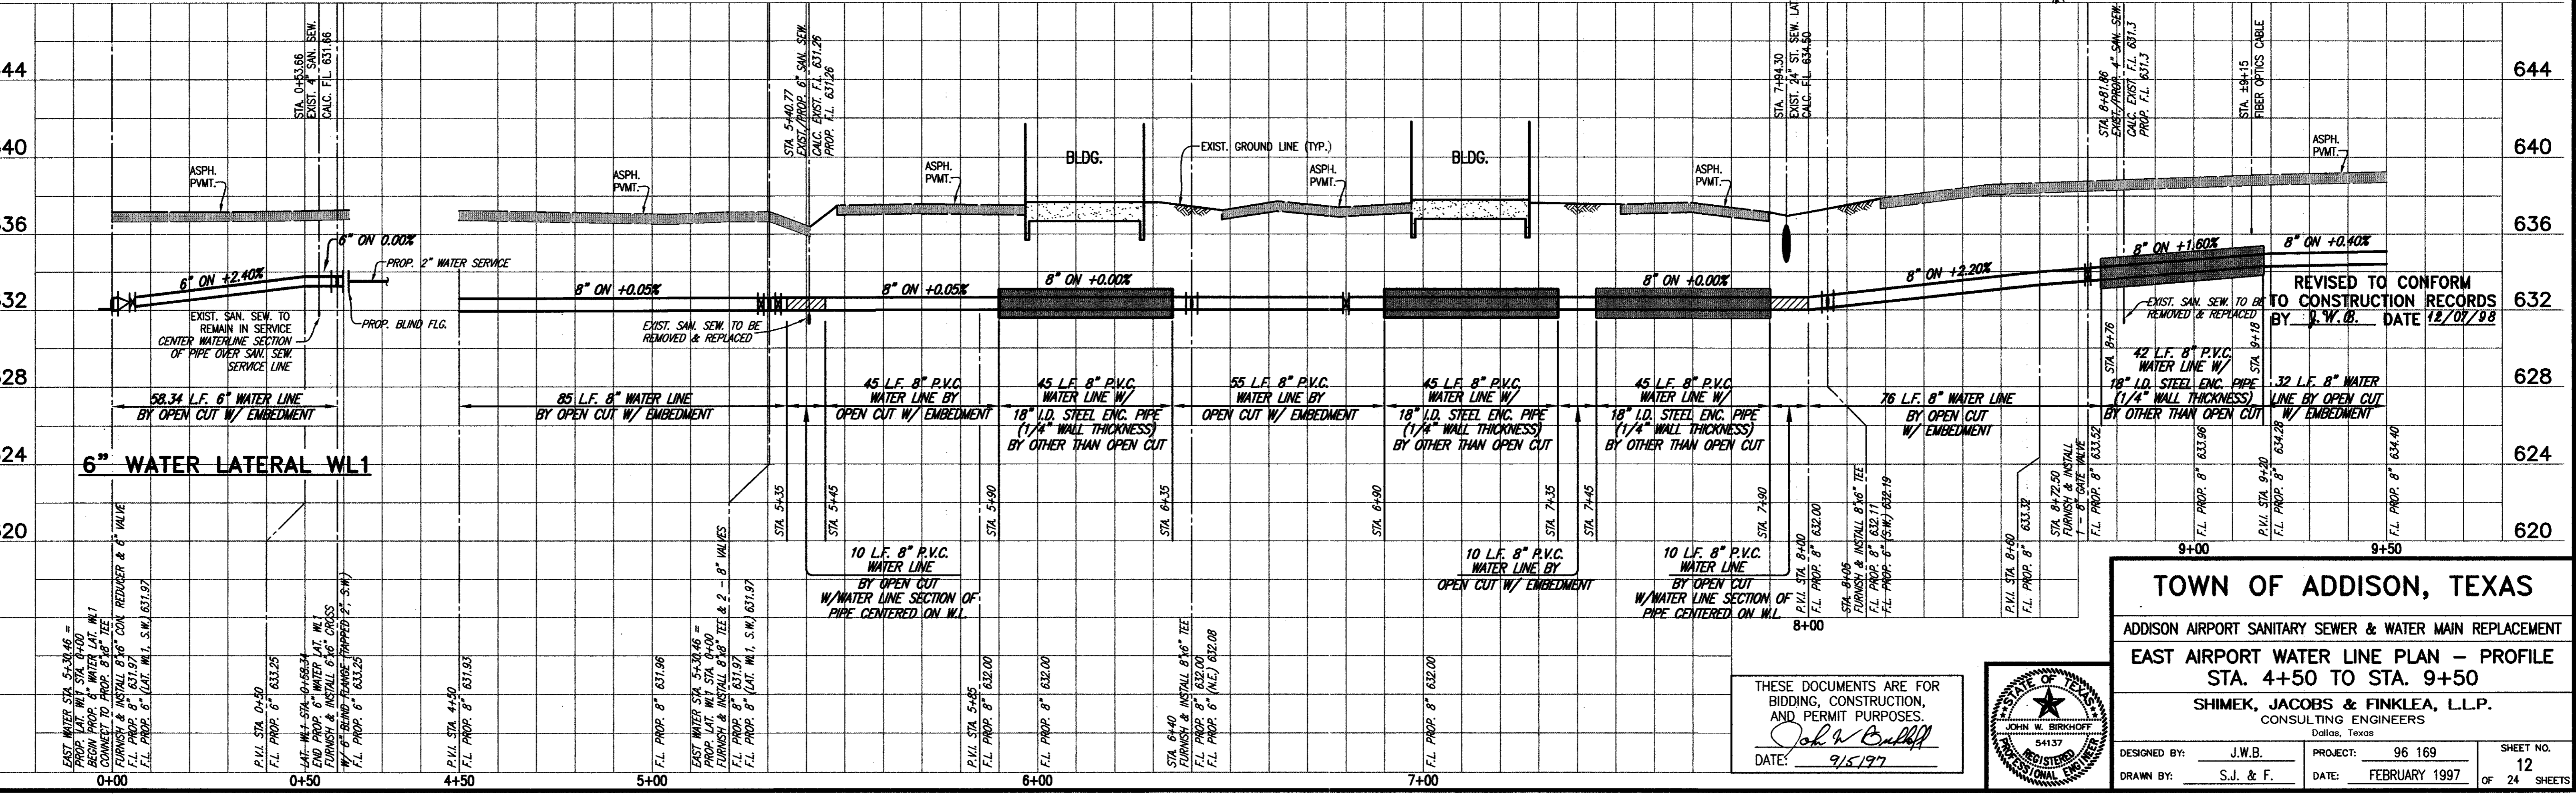 644
640
636
632
628
624
620
644
640
636
632
628
624
620
STA. 0+53.66
EXIST. 4" SAN. SEW.
CALC. F.L. 631.66
STA. 5+40.77
EXIST./PROP. 6" SAN. SEW.
CALC. EXIST. F.L. 631.26
PROP. F.L. 631.26
STA. 7+94.30
EXIST. 24" ST. SEW. LAT
CALC. F.L. 634.50
STA. 8+81.86
EXIST./PROP. 4" SAN. SEW.
CALC. EXIST. F.L. 631.3
PROP. F.L. 631.3
STA. ±9+15
FIBER OPTICS CABLE
ASPH.
PVMT.
ASPH.
PVMT.
ASPH.
PVMT.
BLDG.
EXIST. GROUND LINE (TYP.)
ASPH.
PVMT.
BLDG.
ASPH.
PVMT.
ASPH.
PVMT.
6" ON +2.40%
6" ON 0.00%
PROP. 2" WATER SERVICE
PROP. BLIND FLG.
EXIST. SAN. SEW. TO
REMAIN IN SERVICE
CENTER WATERLINE SECTION
OF PIPE OVER SAN. SEW.
SERVICE LINE
8" ON +0.05%
EXIST. SAN. SEW. TO BE
REMOVED & REPLACED
8" ON +0.05%
8" ON +0.00%
8" ON +0.00%
8" ON +2.20%
8" ON +1.60%
8" ON +0.40%
EXIST. SAN. SEW. TO BE
REMOVED & REPLACED
REVISED TO CONFORM
TO CONSTRUCTION RECORDS
BY J.W.B. DATE 12/07/98
58.34 L.F. 6" WATER LINE
BY OPEN CUT W/ EMBEDMENT
85 L.F. 8" WATER LINE
BY OPEN CUT W/ EMBEDMENT
45 L.F. 8" P.V.C.
WATER LINE BY
OPEN CUT W/ EMBEDMENT
45 L.F. 8" P.V.C.
WATER LINE W/
18" I.D. STEEL ENC. PIPE
(1/4" WALL THICKNESS)
BY OTHER THAN OPEN CUT
55 L.F. 8" P.V.C.
WATER LINE BY
OPEN CUT W/ EMBEDMENT
45 L.F. 8" P.V.C.
WATER LINE W/
18" I.D. STEEL ENC. PIPE
(1/4" WALL THICKNESS)
BY OTHER THAN OPEN CUT
45 L.F. 8" P.V.C.
WATER LINE W/
18" I.D. STEEL ENC. PIPE
(1/4" WALL THICKNESS)
BY OTHER THAN OPEN CUT
76 L.F. 8" WATER LINE
BY OPEN CUT
W/ EMBEDMENT
42 L.F. 8" P.V.C.
WATER LINE W/
18" I.D. STEEL ENC. PIPE
(1/4" WALL THICKNESS)
BY OTHER THAN OPEN CUT
32 L.F. 8" WATER
LINE BY OPEN CUT
W/ EMBEDMENT
6" WATER LATERAL WL1
STA. 5+35
STA. 5+45
STA. 5+90
STA. 6+35
STA. 6+90
STA. 7+35
STA. 7+45
STA. 7+90
STA. 8+76
STA. 9+18
10 L.F. 8" P.V.C.
WATER LINE
BY OPEN CUT
W/WATER LINE SECTION OF
PIPE CENTERED ON W.L.
10 L.F. 8" P.V.C.
WATER LINE BY
OPEN CUT W/ EMBEDMENT
10 L.F. 8" P.V.C.
WATER LINE
BY OPEN CUT
W/WATER LINE SECTION OF
PIPE CENTERED ON W.L.
EAST WATER STA. 5+30.46 =
PROP. LAT. WL1 STA. 0+00
BEGIN PROP. 6" WATER LAT. WL1
CONNECT TO PROP. 8"x8" TEE
FURNISH & INSTALL 8"x6" CON. REDUCER & 6" VALVE
F.L. PROP. 8" 631.97
F.L. PROP. 6" (LAT. WL1, S.W.) 631.97
P.V.I. STA. 0+50
F.L. PROP. 6" 633.25
LAT. WL1 STA. 0+58.34
END PROP. 6" WATER LAT. WL1
FURNISH & INSTALL 6"x6" CROSS
W/ 6" BLIND FLANGE (TAPPED 2", S.W.)
F.L. PROP. 6" 633.25
P.V.I. STA. 4+50
F.L. PROP. 8" 631.93
F.L. PROP. 8" 631.96
EAST WATER STA. 5+30.46 =
PROP. LAT. WL1 STA. 0+00
FURNISH & INSTALL 8"x8" TEE & 2 - 8" VALVES
F.L. PROP. 8" 631.97
F.L. PROP. 8" (LAT. WL1, S.W.) 631.97
P.V.I. STA. 5+85
F.L. PROP. 8" 632.00
F.L. PROP. 8" 632.00
STA. 6+40
FURNISH & INSTALL 8"x6" TEE
F.L. PROP. 8" 632.00
F.L. PROP. 6" (N.E.) 632.08
F.L. PROP. 8" 632.00
P.V.I. STA. 8+00
F.L. PROP. 8" 632.00
STA. 8+05
FURNISH & INSTALL 8"x6" TEE
F.L. PROP. 8" 632.11
F.L. PROP. 6" (S.W.) 632.19
P.V.I. STA. 8+60
F.L. PROP. 8" 633.32
STA. 8+72.50
FURNISH & INSTALL
1 - 8" GATE VALVE
F.L. PROP. 8" 633.52
F.L. PROP. 8" 633.96
P.V.I. STA. 9+20
F.L. PROP. 8" 634.28
F.L. PROP. 8" 634.40
0+00
0+50
4+50
5+00
6+00
7+00
8+00
9+00
9+50
THESE DOCUMENTS ARE FOR
BIDDING, CONSTRUCTION,
AND PERMIT PURPOSES.
John W Birkhoff
DATE: 9/5/97
STATE OF TEXAS
JOHN W. BIRKHOFF
54137
REGISTERED
PROFESSIONAL ENGINEER
TOWN OF ADDISON, TEXAS
ADDISON AIRPORT SANITARY SEWER & WATER MAIN REPLACEMENT
EAST AIRPORT WATER LINE PLAN – PROFILE
STA. 4+50 TO STA. 9+50
SHIMEK, JACOBS & FINKLEA, L.L.P.
CONSULTING ENGINEERS
Dallas, Texas
DESIGNED BY: J.W.B.
PROJECT: 96 169
SHEET NO.
12
DRAWN BY: S.J. & F.
DATE: FEBRUARY 1997
OF 24 SHEETS